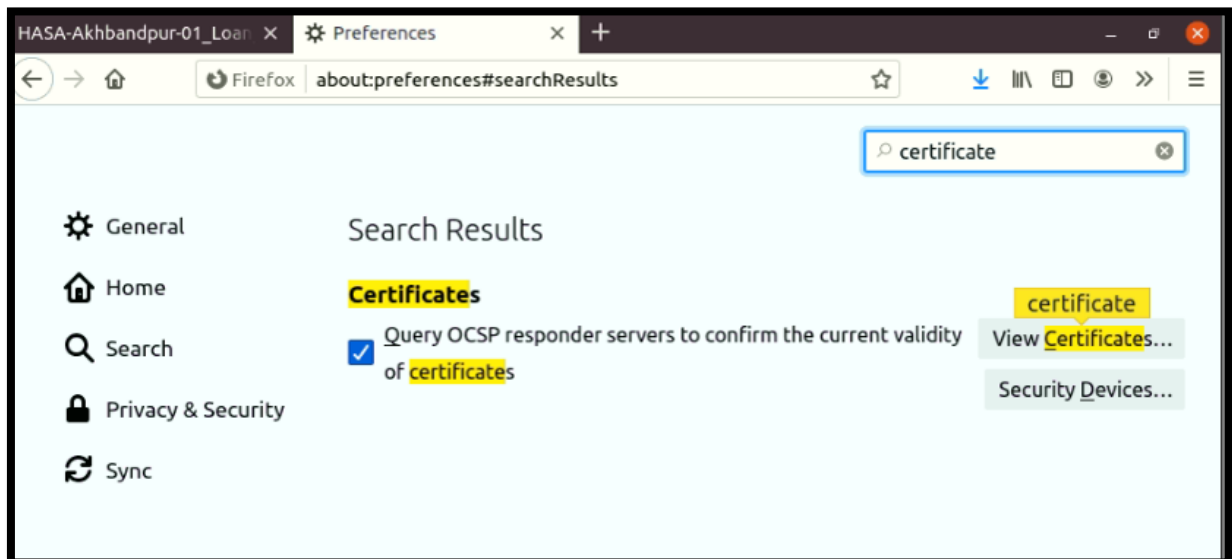 HASA-Akhbandpur-01_Loan
Preferences
Firefox about:preferences#searchResults
certificate
General
Search Results
Home
Certificates
certificate
Query OCSP responder servers to confirm the current validity
of certificates
View Certificates...
Search
Security Devices...
Privacy & Security
Sync